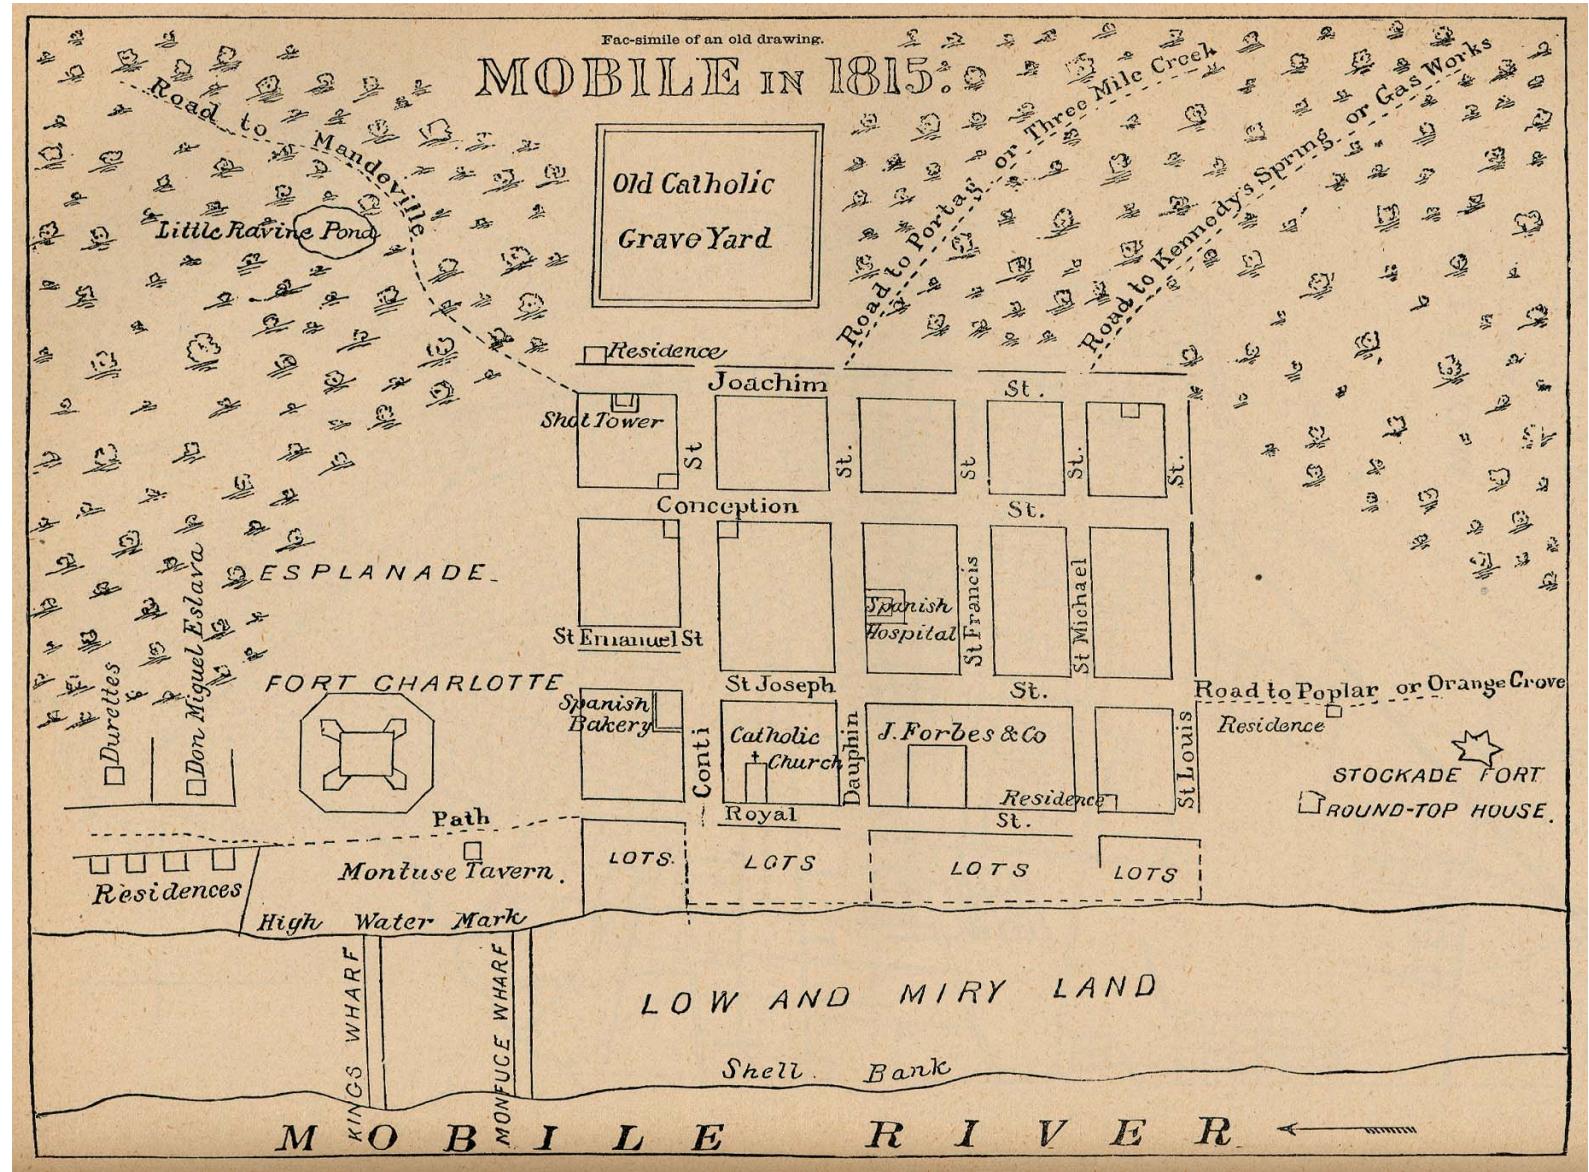 Fac-simile of an old drawing.
MOBILE IN 1815.
Road to Mandeville
Little Ravine Pond
Old Catholic
Grave Yard
Road to Portag or Three Mile Creek
Road to Kennedys Spring or Gas Works
Residence
Joachim St.
Shot Tower
St
St.
St
St.
St.
Conception St.
ESPLANADE.
Spanish
Hospital
St Francis
St Michael
St Emanuel St
FORT CHARLOTTE
St Joseph St.
Road to Poplar or Orange Grove
Durettes
Don Miguel Eslava
Spanish
Bakery
Conti
Catholic
Church
Dauphin
J. Forbes & Co
Residence
St Louis
Residence
STOCKADE FORT
ROUND-TOP HOUSE.
Path
Royal St.
Residences
Montuse Tavern.
LOTS.
LOTS
LOTS
LOTS
High Water Mark
KINGS WHARF
MONFUCE WHARF
LOW AND MIRY LAND
Shell Bank
MOBILE RIVER